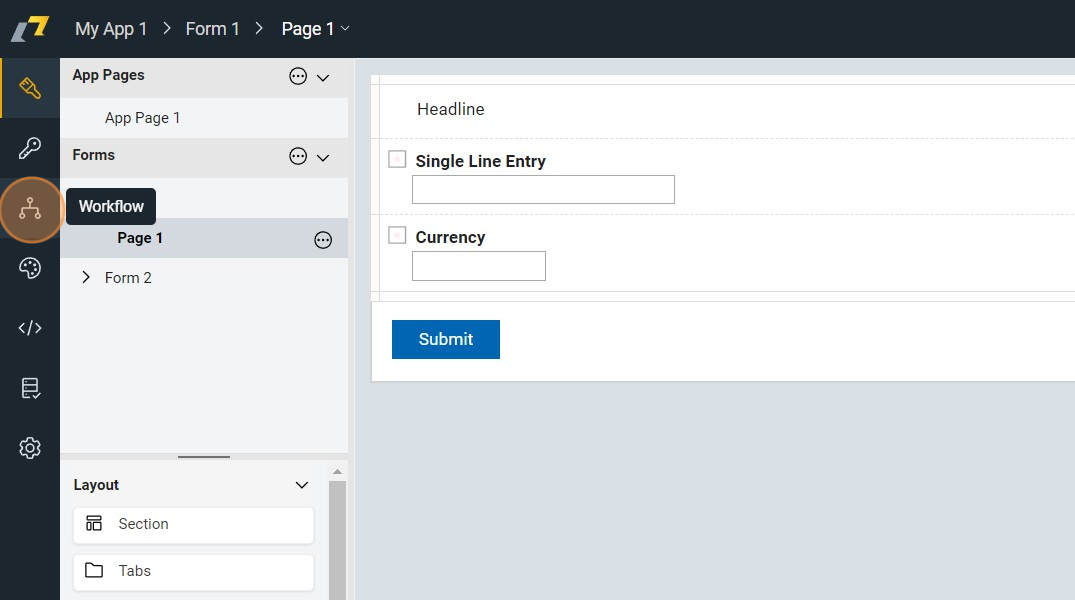 My App 1 > Form 1 > Page 1
App Pages
App Page 1
Forms
Workflow
Page 1
Form 2
Layout
Section
Tabs
Headline
Single Line Entry
Currency
Submit